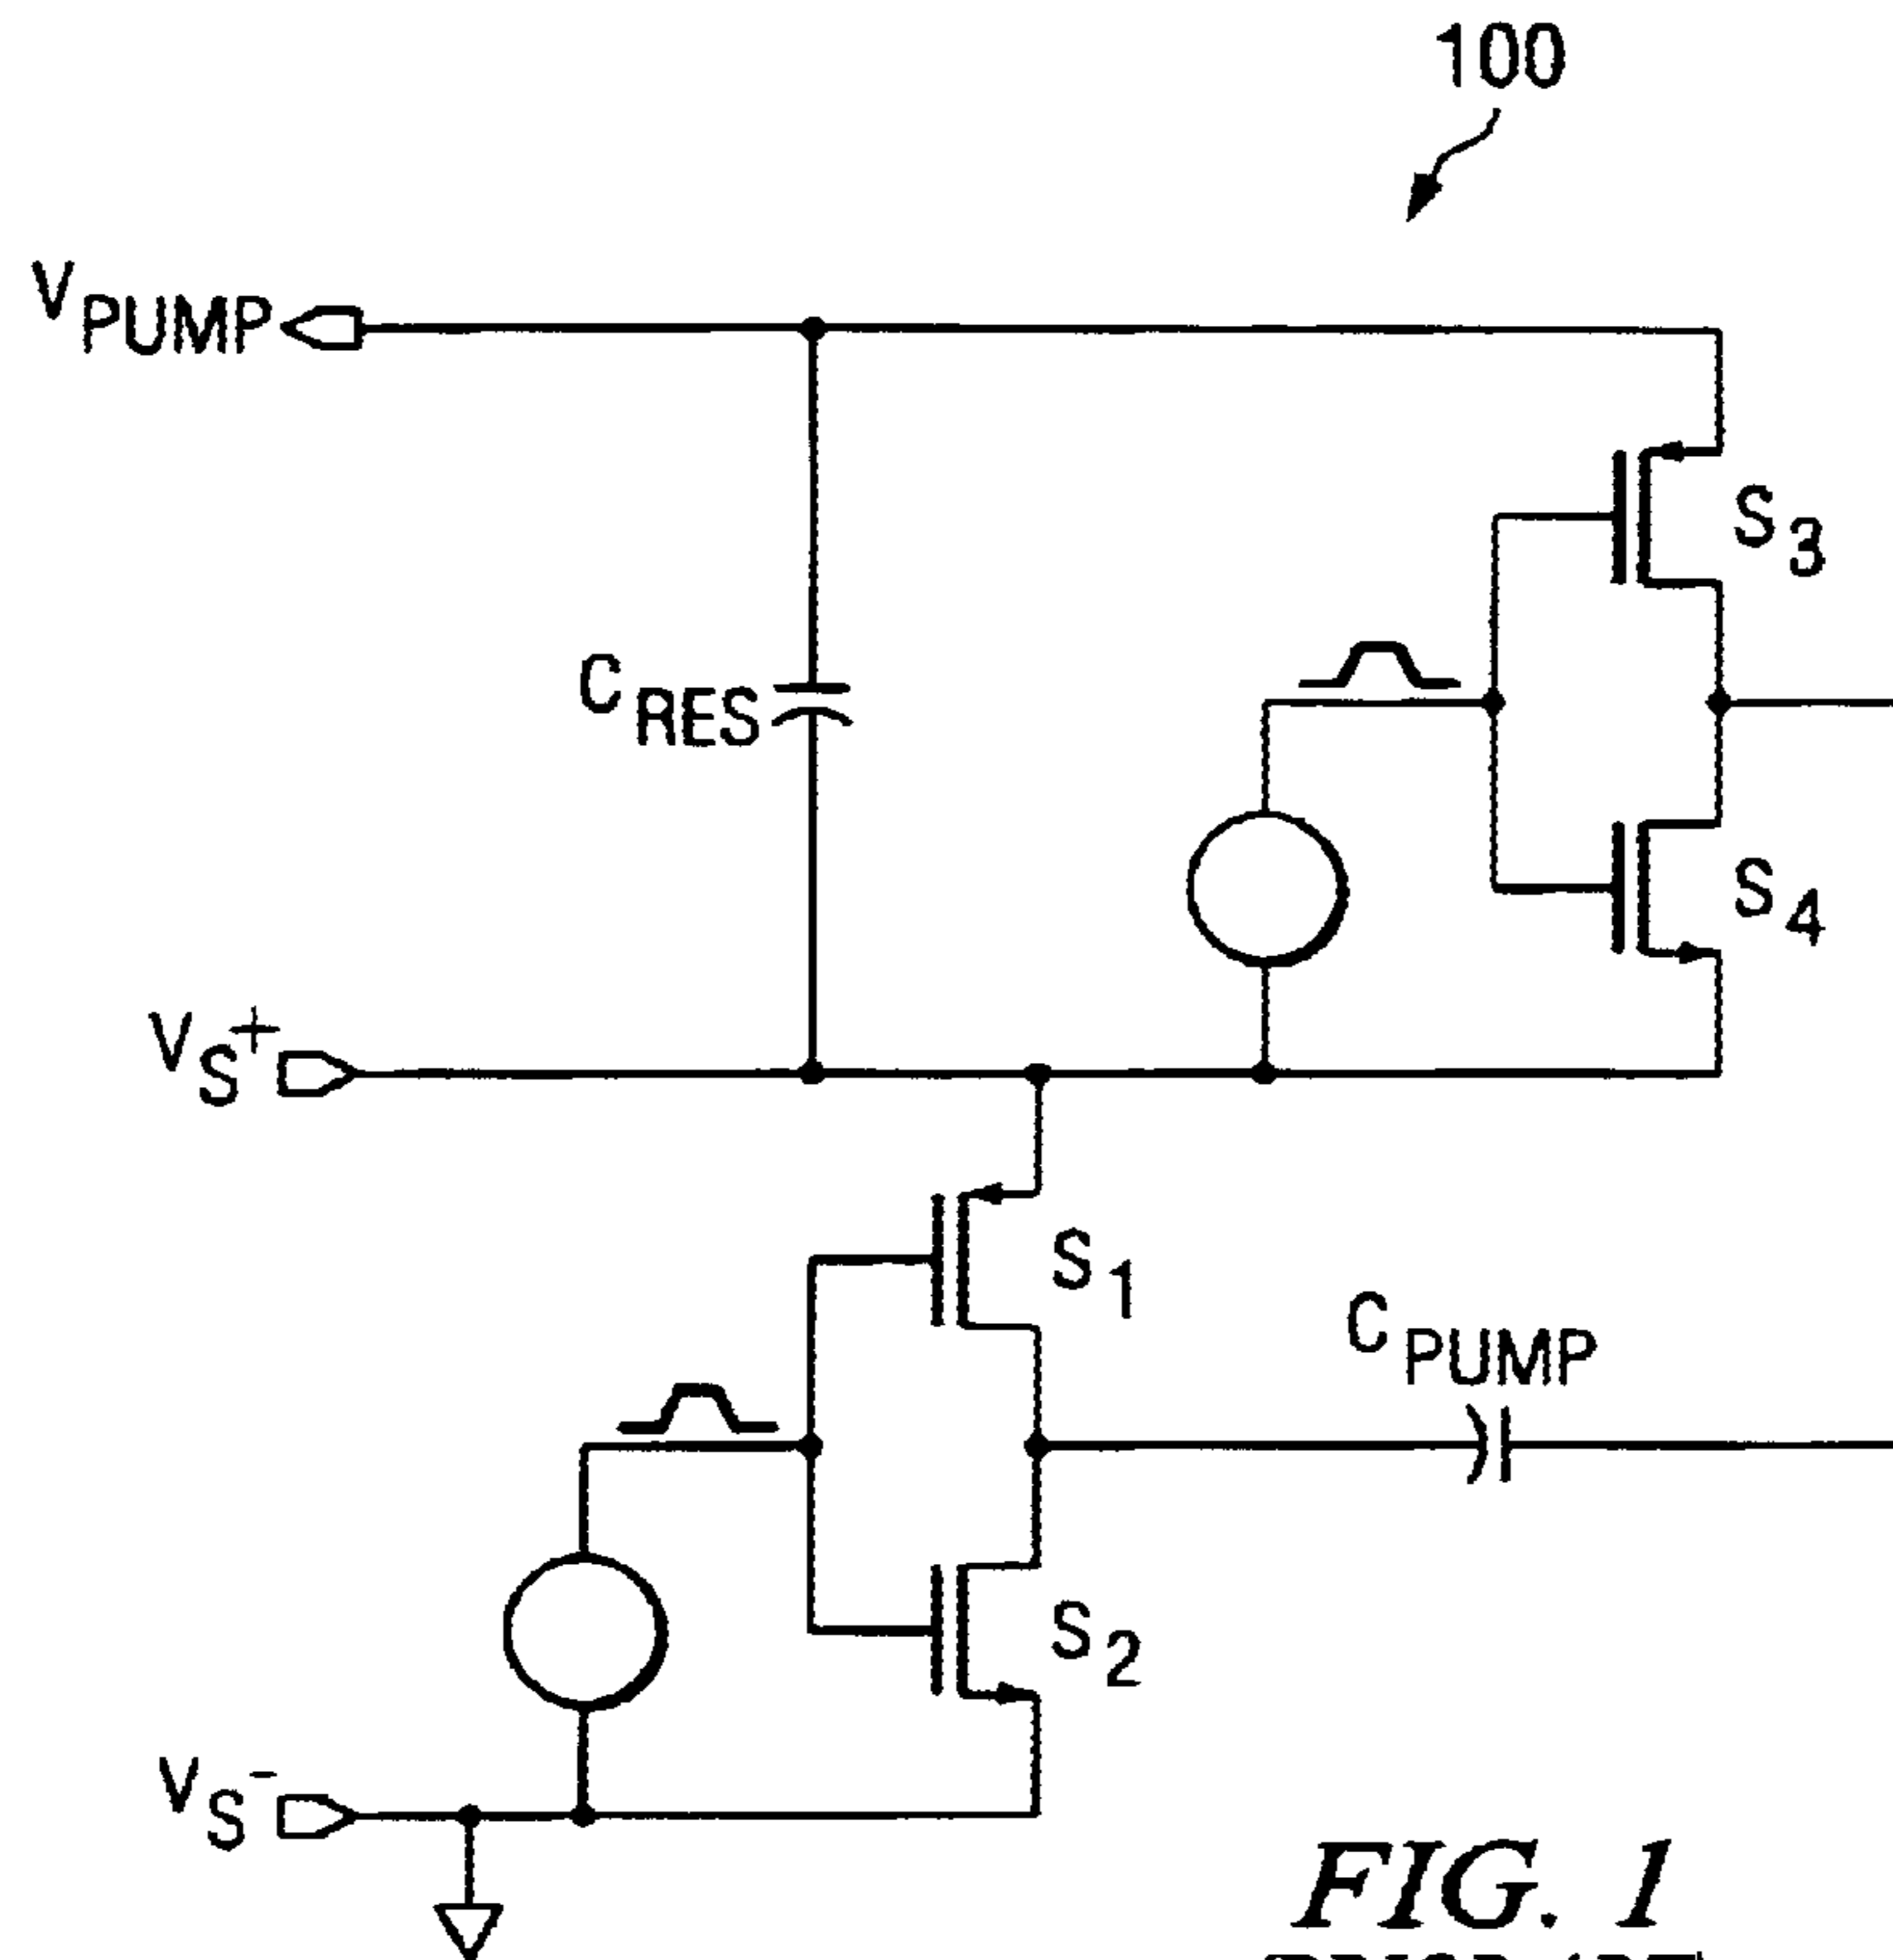 100
VPUMP
S3
CRES
S4
VS+
S1
CPUMP
S2
VS-
FIG. 1